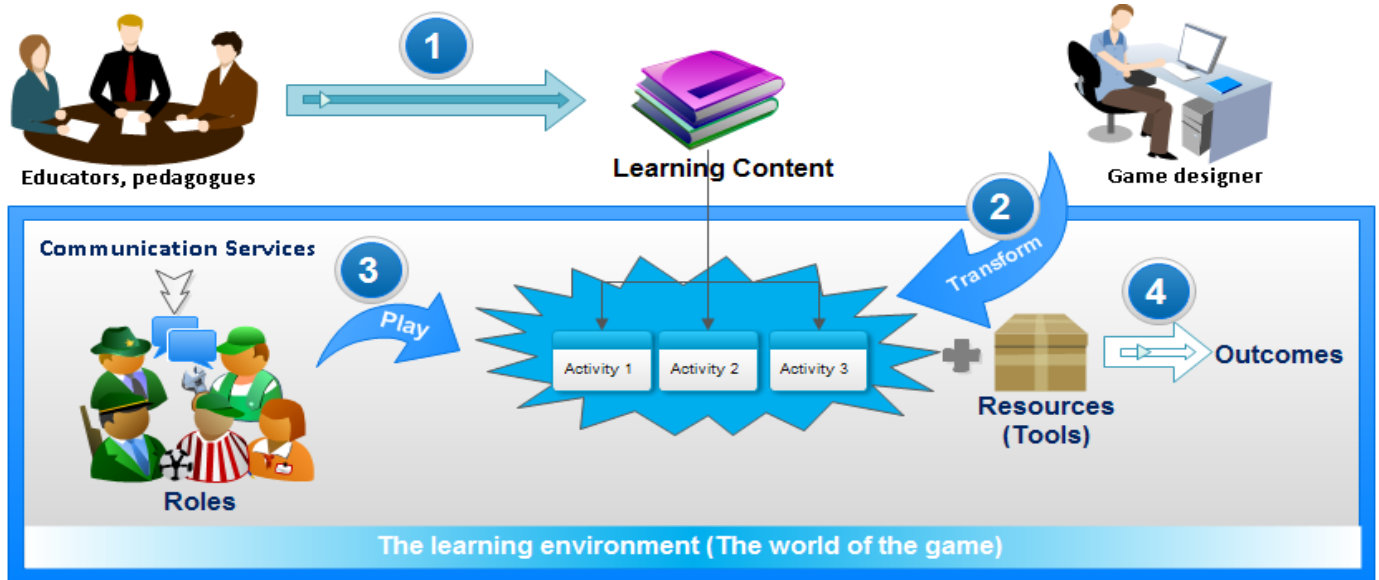 1
Educators, pedagogues
Learning Content
Game designer
2
Transform
Communication Services
3
Play
Roles
Activity 1
Activity 2
Activity 3
Resources
(Tools)
4
Outcomes
The learning environment (The world of the game)